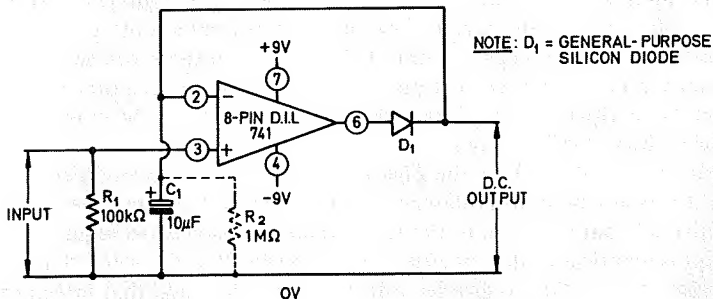 +9V
NOTE: D1 = GENERAL-PURPOSE
SILICON DIODE
7
2
-
8-PIN D.I.L
741
6
D1
3
+
4
-9V
INPUT
R1
100kΩ
+
C1
10µF
R2
1MΩ
D.C.
OUTPUT
0V